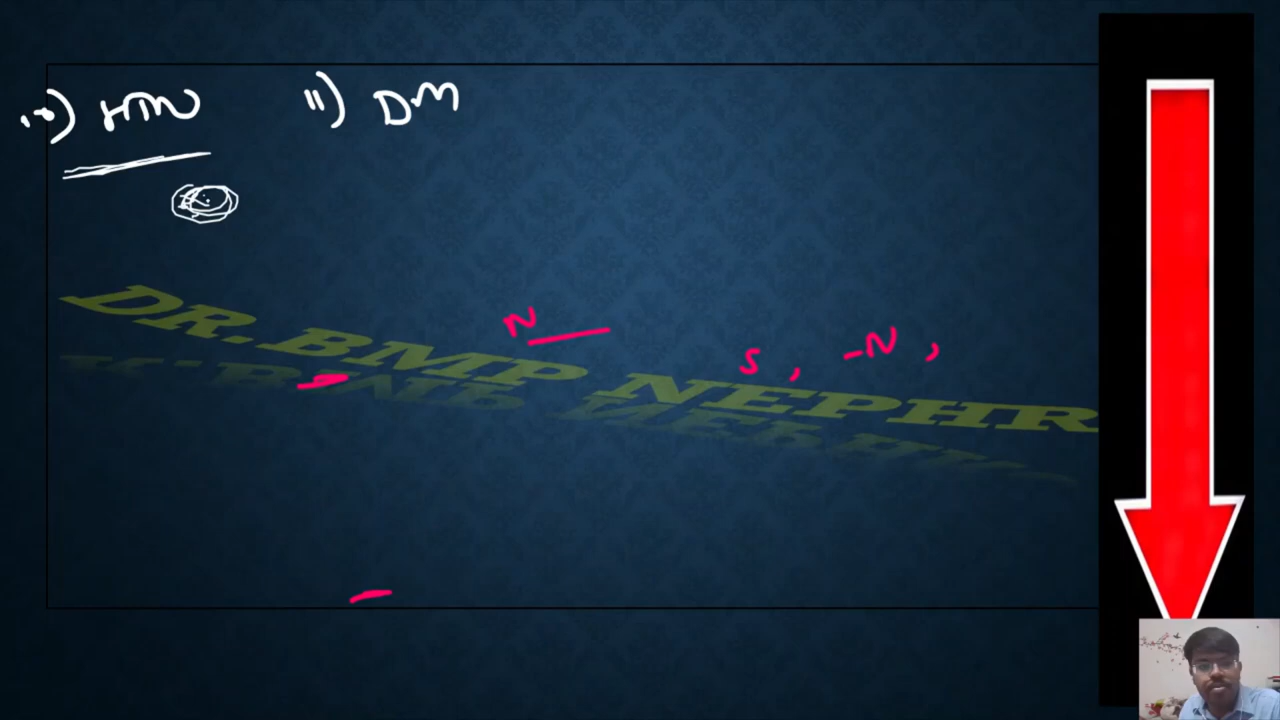 i) HTN ii) DM
N
S, -N,
DR.BMP NEPHR